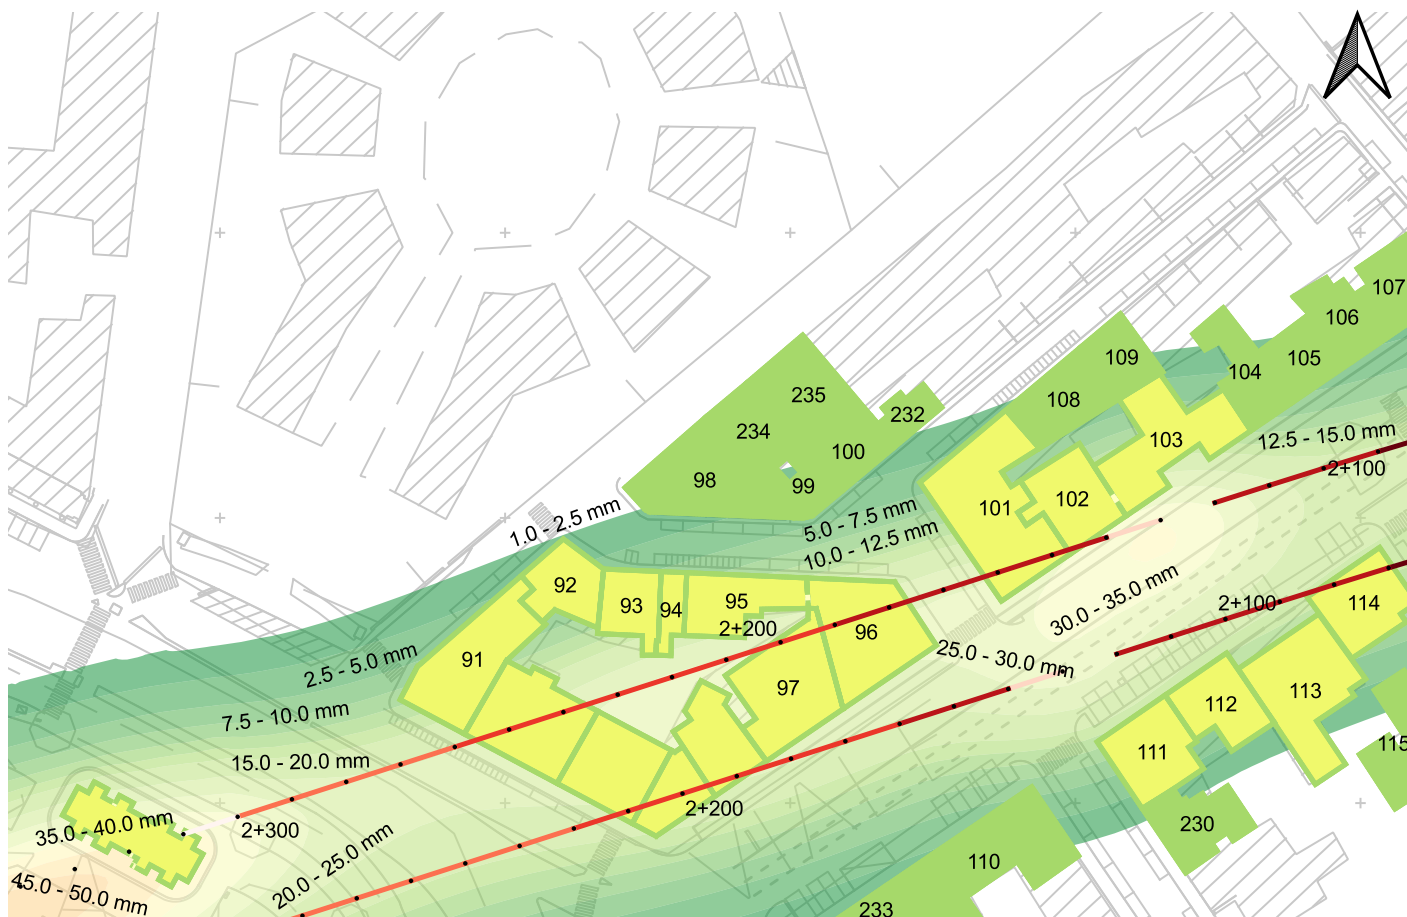 107
106
109
105
104
235
108
232
234
103
12.5 - 15.0 mm
100
2+100
98
99
102
101
1.0 - 2.5 mm
5.0 - 7.5 mm
10.0 - 12.5 mm
92
30.0 - 35.0 mm
95
93
94
2+100
114
2+200
96
91
2.5 - 5.0 mm
25.0 - 30.0 mm
97
113
112
7.5 - 10.0 mm
115
111
15.0 - 20.0 mm
2+200
35.0 - 40.0 mm
2+300
230
20.0 - 25.0 mm
110
45.0 - 50.0 mm
233